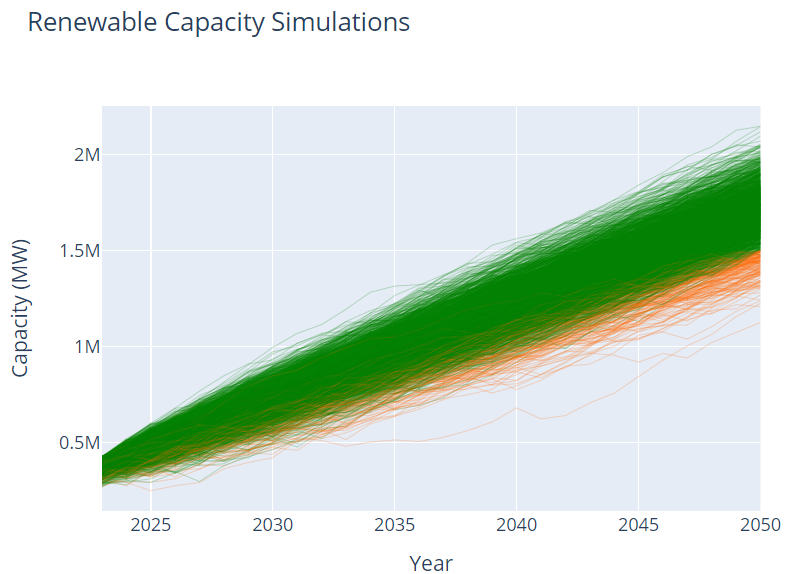 Renewable Capacity Simulations
2M
1.5M
1M
0.5M
Capacity (MW)
2025 2030 2035 2040 2045 2050
Year